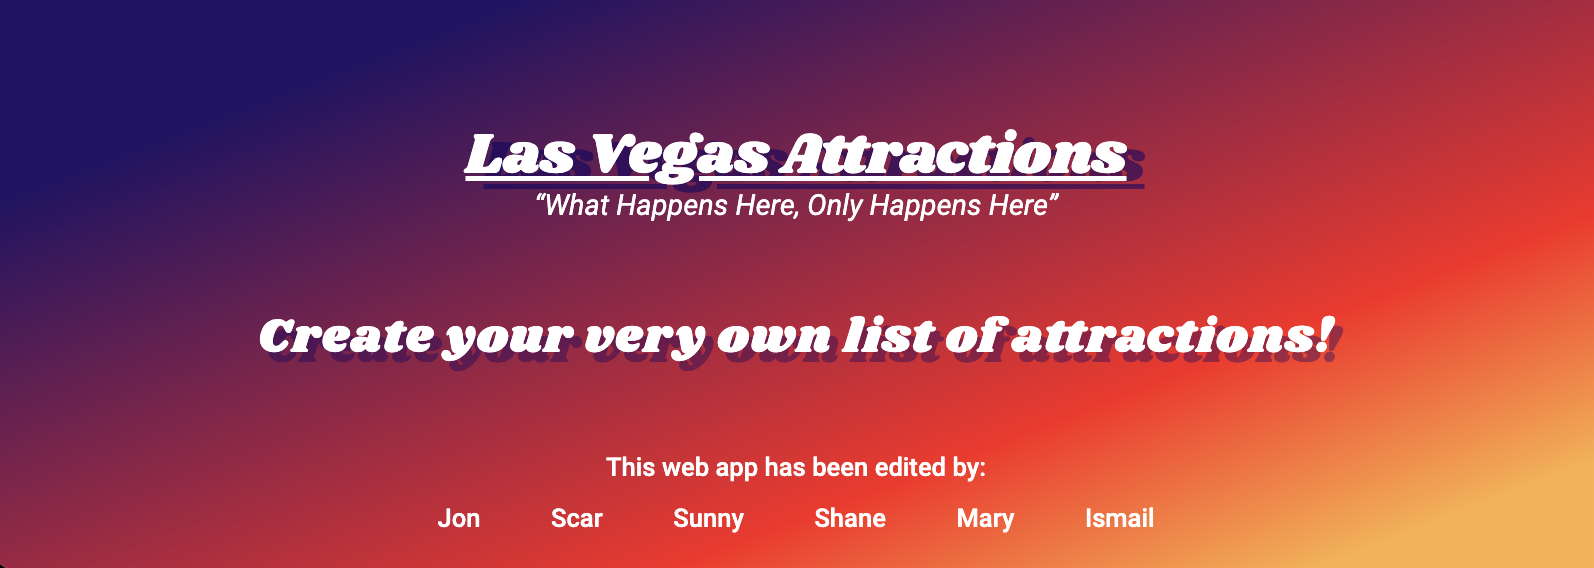 Las Vegas Attractions
“What Happens Here, Only Happens Here”
Create your very own list of attractions!
This web app has been edited by:
Jon Scar Sunny Shane Mary Ismail